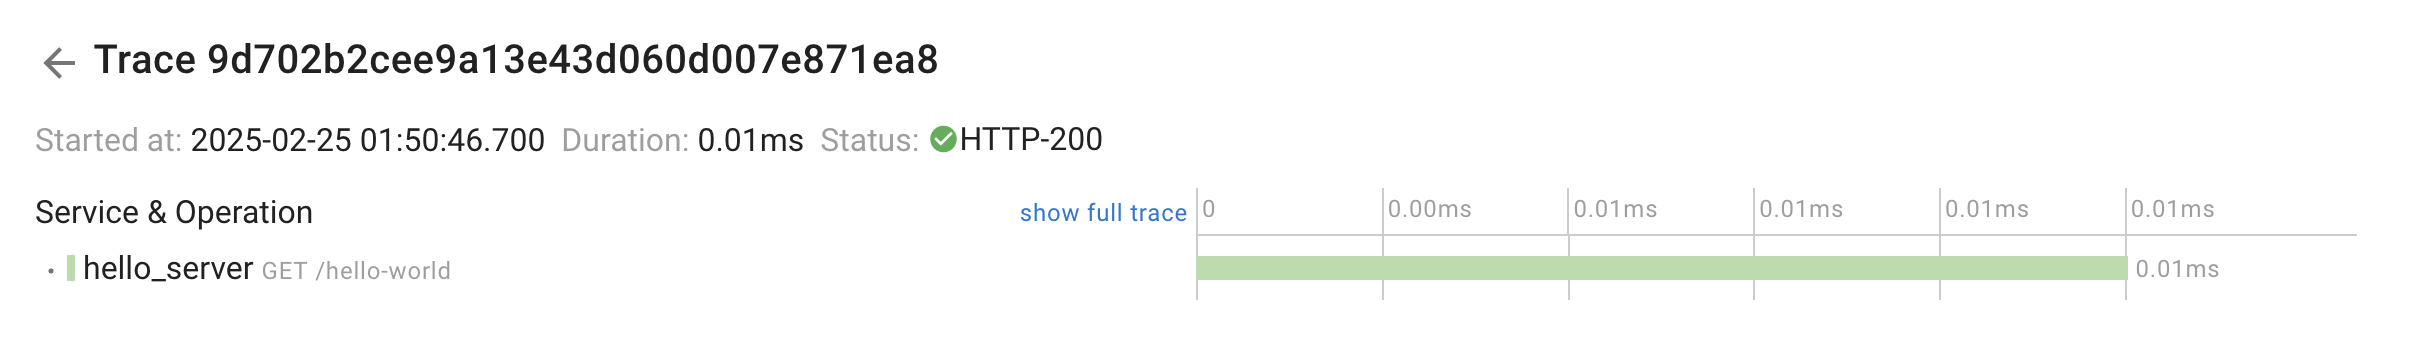 Trace 9d702b2cee9a13e43d060d007e871ea8
Started at: 2025-02-25 01:50:46.700 Duration: 0.01ms Status: HTTP-200
Service & Operation show full trace 0 0.00ms 0.01ms 0.01ms 0.01ms 0.01ms
hello_server GET /hello-world 0.01ms